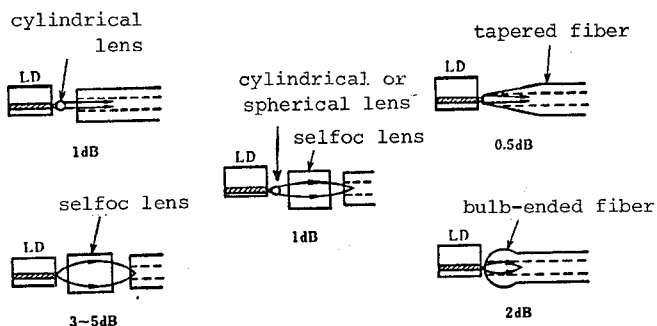 cylindrical
lens
LD
1dB
cylindrical or
spherical lens
selfoc lens
LD
1dB
tapered fiber
LD
0.5dB
selfoc lens
LD
3~5dB
bulb-ended fiber
LD
2dB